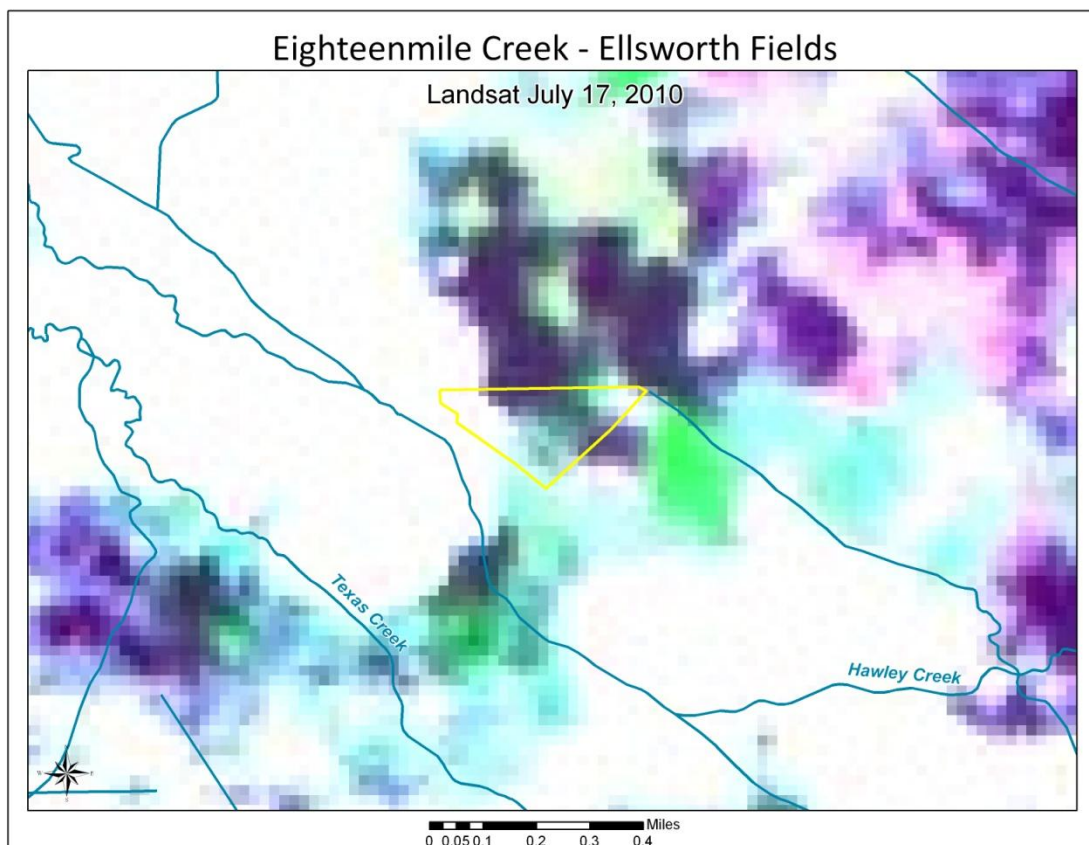 Eighteenmile Creek - Ellsworth Fields
Landsat July 17, 2010
Texas Creek
Hawley Creek
W E
Miles
0 0.05 0.1 0.2 0.3 0.4